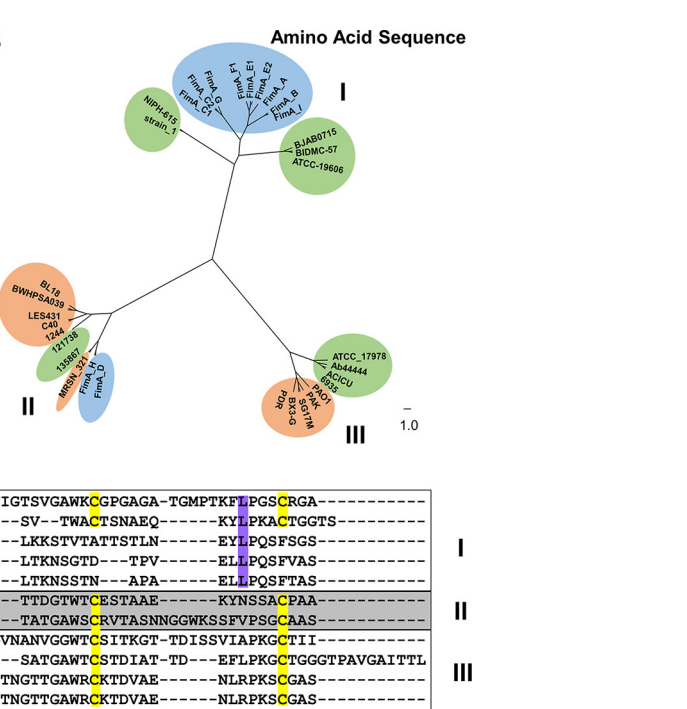 Amino Acid Sequence
I
FimA_C1
FimA_C2
FimA_G
FimA_F1
FimA_E1
FimA_E2
FimA_A
FimA_B
FimA_I
NIPH-615
strain_1
BJAB0715
BIDMC-57
ATCC-19606
BL18
BWHPSA039
LES431
C40
1244
121738
135867
MRSN_321
FimA_H
FimA_D
II
ATCC_17978
Ab44444
ACICU
6935
PAO1
PAK
SG17M
BX3-G
PDR
III
1.0
IGTSVGAWKCGPGAGA-TGMPTKFLPGSCRGA-----------
--SV--TWACTSNAEQ------KYLPKACTGGTS---------
--LKKSTVTATTSTLN------EYLPQSFSGS-----------
--LTKNSGTD---TPV------ELLPQSFVAS-----------
--LTKNSSTN---APA------ELLPQSFTAS-----------
I
--TTDGTWTCESTAAE------KYNSSACPAA-----------
--TATGAWSCRVTASNNGGWKSSFVPSGCAAS-----------
II
VNANVGGWTCSITKGT-TDISSVIAPKGCTII-----------
--SATGAWTCSTDIAT-TD---EFLPKGCTGGGTPAVGAITTL
TNGTTGAWRCKTDVAE------NLRPKSCGAS-----------
TNGTTGAWRCKTDVAE------NLRPKSCGAS-----------
III